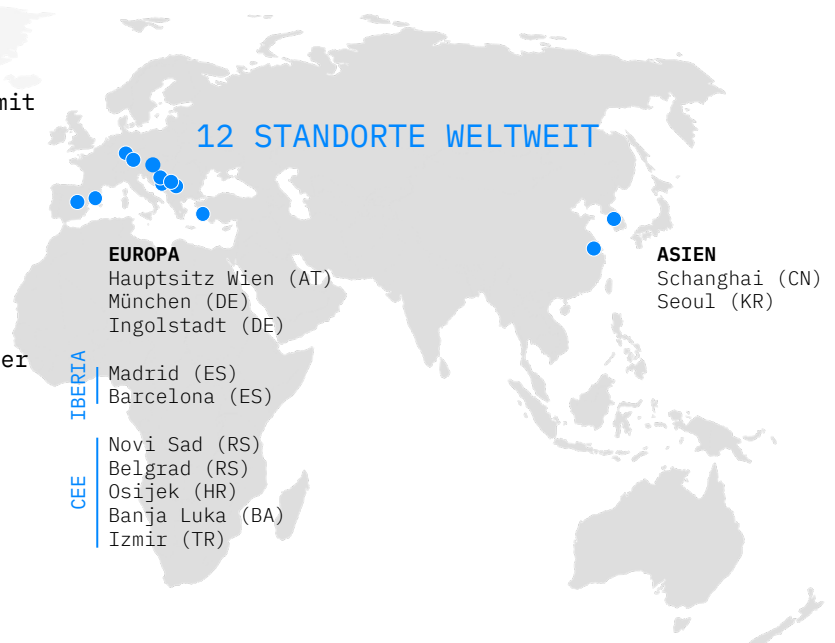 mit
12 STANDORTE WELTWEIT
EUROPA
Hauptsitz Wien (AT)
München (DE)
Ingolstadt (DE)
er
IBERIA
Madrid (ES)
Barcelona (ES)
CEE
Novi Sad (RS)
Belgrad (RS)
Osijek (HR)
Banja Luka (BA)
Izmir (TR)
ASIEN
Schanghai (CN)
Seoul (KR)